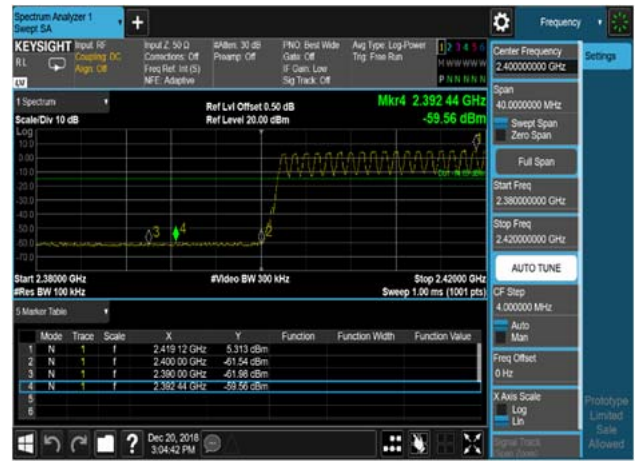 Spectrum Analyzer 1
Swept SA
+
Frequency
KEYSIGHT
RL
Input: RF
Coupling: DC
Align: Off
Input Z: 50 Ω
Corrections: Off
Freq Ref: Int (S)
NFE: Adaptive
#Atten: 30 dB
Preamp: Off
PNO: Best Wide
Gate: Off
IF Gain: Low
Sig Track: Off
Avg Type: Log-Power
Trig: Free Run
1 2 3 4 5 6
M W W W W W
P N N N N N
Center Frequency
2.400000000 GHz
Settings
Span
40.0000000 MHz
Swept Span
Zero Span
Full Span
Start Freq
2.380000000 GHz
Stop Freq
2.420000000 GHz
AUTO TUNE
CF Step
4.000000 MHz
Auto
Man
Freq Offset
0 Hz
X Axis Scale
Log
Lin
Signal Track
Prototype
Limited
Sale
Allowed
1 Spectrum
Scale/Div 10 dB
Ref Lvl Offset 0.50 dB
Ref Level 20.00 dBm
Mkr4 2.392 44 GHz
-59.56 dBm
Log
10.0
0.00
-10.0
-20.0
-30.0
-40.0
-50.0
-60.0
-70.0
1
2
3
4
Start 2.38000 GHz
#Res BW 100 kHz
#Video BW 300 kHz
Stop 2.42000 GHz
Sweep 1.00 ms (1001 pts)
5 Marker Table
Mode Trace Scale X Y Function Function Width Function Value
1 N 1 f 2.419 12 GHz 5.313 dBm
2 N 1 f 2.400 00 GHz -61.54 dBm
3 N 1 f 2.390 00 GHz -61.98 dBm
4 N 1 f 2.392 44 GHz -59.56 dBm
5
6
?
Dec 20, 2018
3:04:42 PM